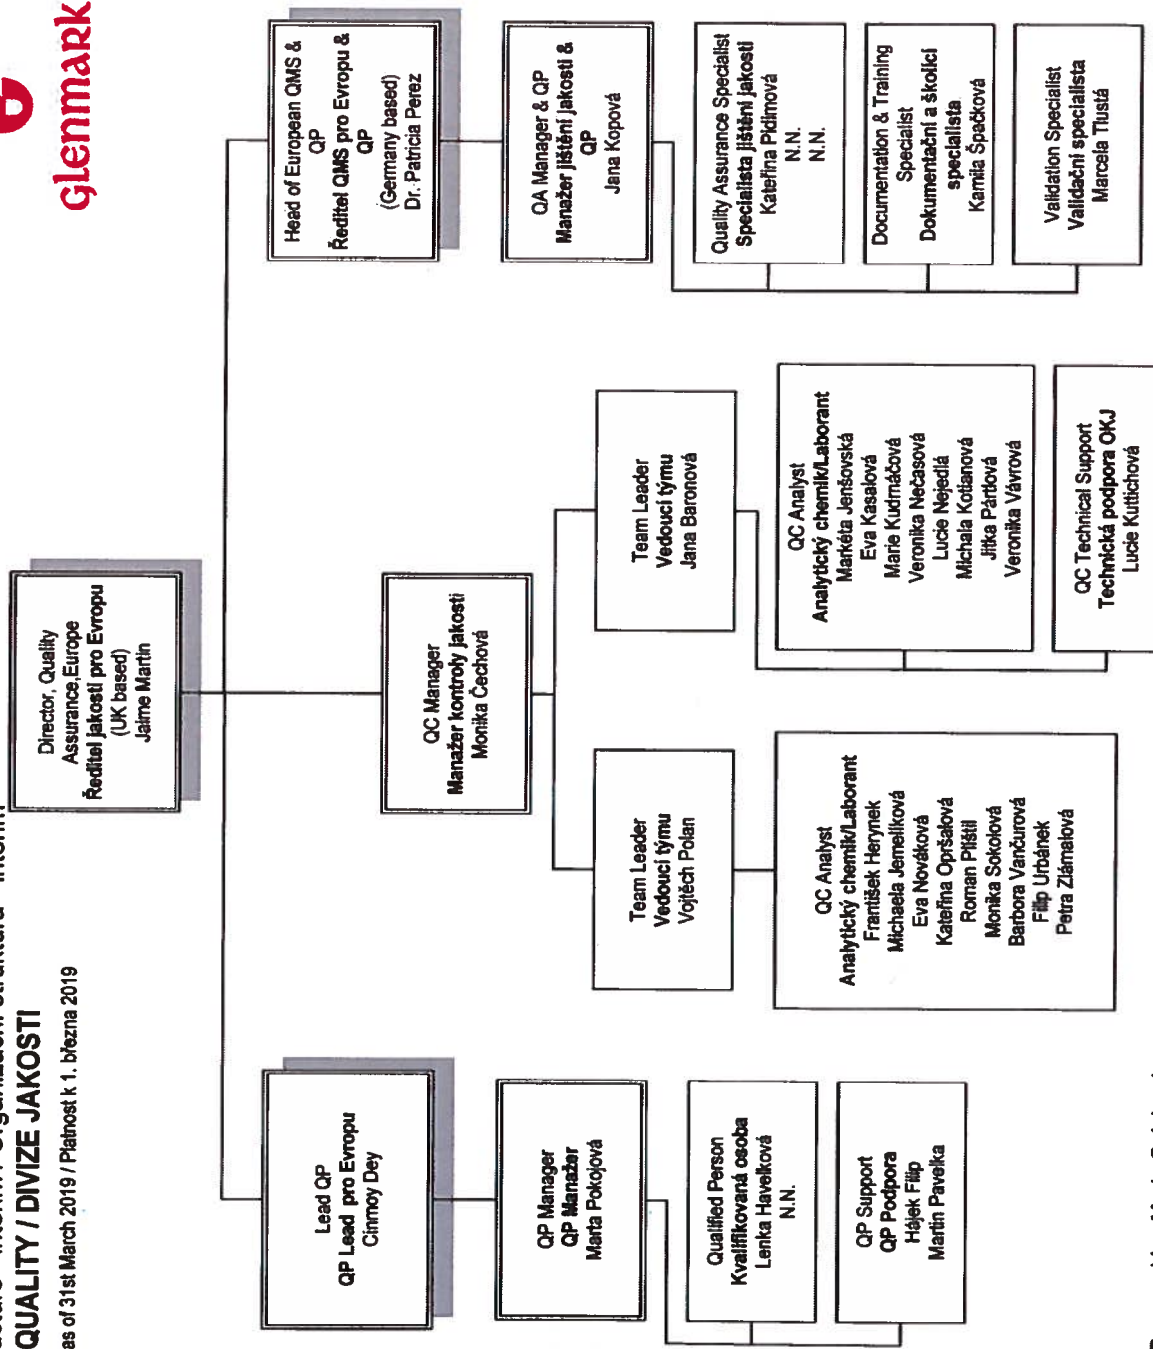 Glenmark
QUALITY / DIVIZE JAKOSTI
as of 31st March 2019 / Platnost k 1. března 2019
Director, Quality
Assurance,Europe
Ředitel jakosti pro Evropu
(UK based)
Jaime Martin
Lead QP
QP Lead pro Evropu
Cinmoy Dey
QP Manager
QP Manažer
Marta Pokojová
Qualified Person
Kvalifikovaná osoba
Lenka Havelková
N.N.
QP Support
QP Podpora
Hájek Filip
Martin Pavelka
QC Manager
Manažer kontroly jakosti
Monika Čechová
Team Leader
Vedoucí týmu
Vojtěch Polan
QC Analyst
Analytický chemik/Laborant
František Herynek
Michaela Jemelíková
Eva Nováková
Kateřina Opršalová
Roman Plíštil
Monika Sokolová
Barbora Vančurová
Filip Urbánek
Petra Zlámalová
Team Leader
Vedoucí týmu
Jana Baronová
QC Analyst
Analytický chemik/Laborant
Markéta Jenšovská
Eva Kasalová
Marie Kudrnáčová
Veronika Nečasová
Lucie Nejedlá
Michala Kotlanová
Jitka Pártlová
Veronika Vávrová
QC Technical Support
Technická podpora OKJ
Lucie Kuttichová
Head of European QMS &
QP
Ředitel QMS pro Evropu &
QP
(Germany based)
Dr. Patricia Perez
QA Manager & QP
Manažer jištění jakosti &
QP
Jana Kopová
Quality Assurance Specialist
Specialista jištění jakosti
Kateřina Pidimová
N.N.
N.N.
Documentation & Training
Specialist
Dokumentační a školící
specialista
Kamila Špačková
Validation Specialist
Validační specialista
Marcela Tlustá